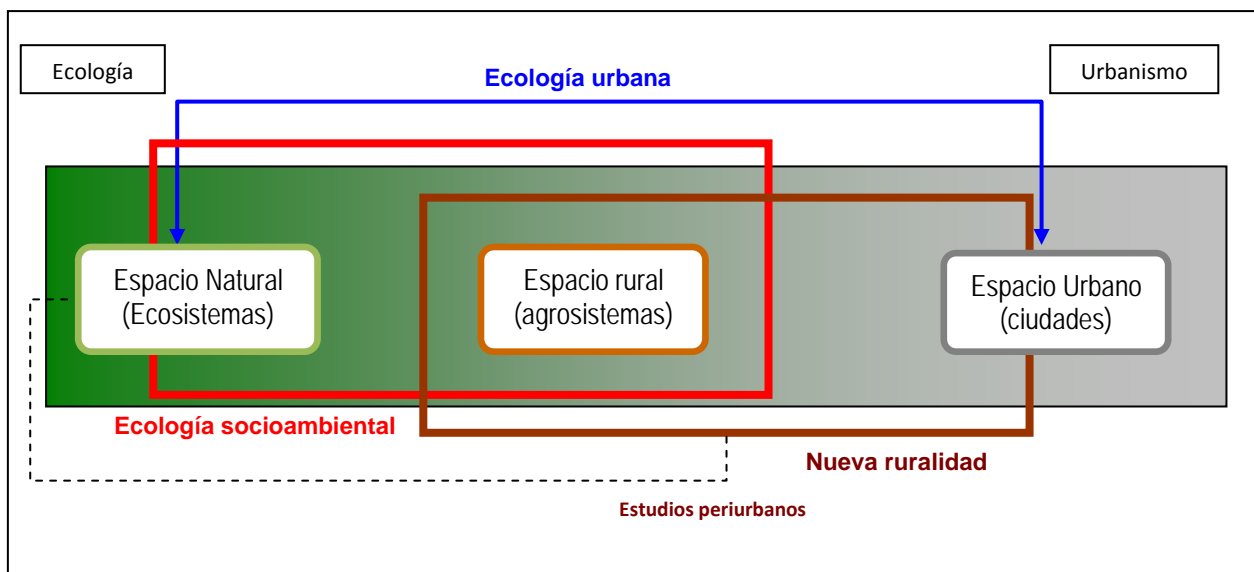 Ecología
Urbanismo
Ecología urbana
Espacio Natural
(Ecosistemas)
Espacio rural
(agrosistemas)
Espacio Urbano
(ciudades)
Ecología socioambiental
Nueva ruralidad
Estudios periurbanos